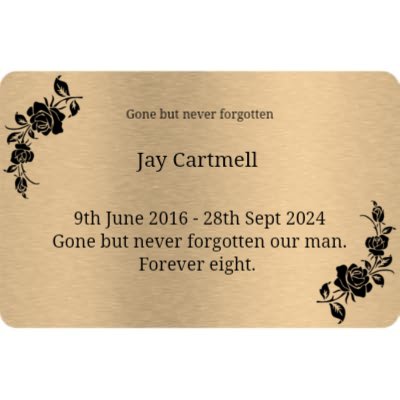 Gone but never forgotten
Jay Cartmell
9th June 2016 - 28th Sept 2024
Gone but never forgotten our man.
Forever eight.